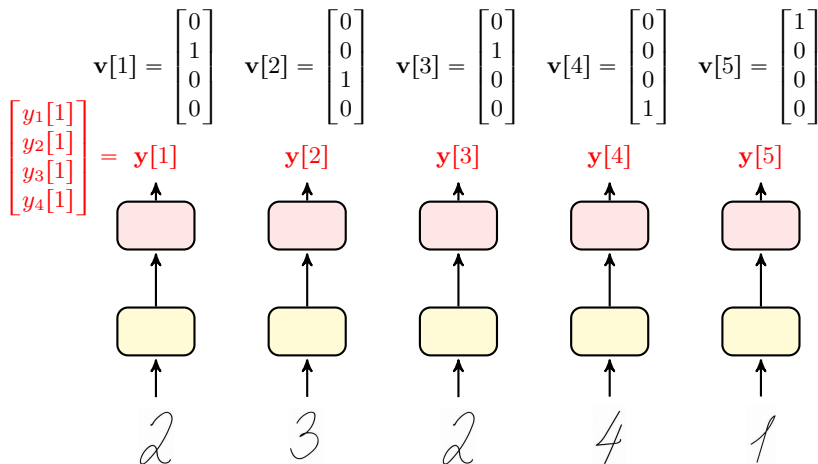 v[1] = [0 1 0 0] v[2] = [0 0 1 0] v[3] = [0 1 0 0] v[4] = [0 0 0 1] v[5] = [1 0 0 0]
[y₁[1] y₂[1] y₃[1] y₄[1]] = y[1] y[2] y[3] y[4] y[5]
2 3 2 4 1